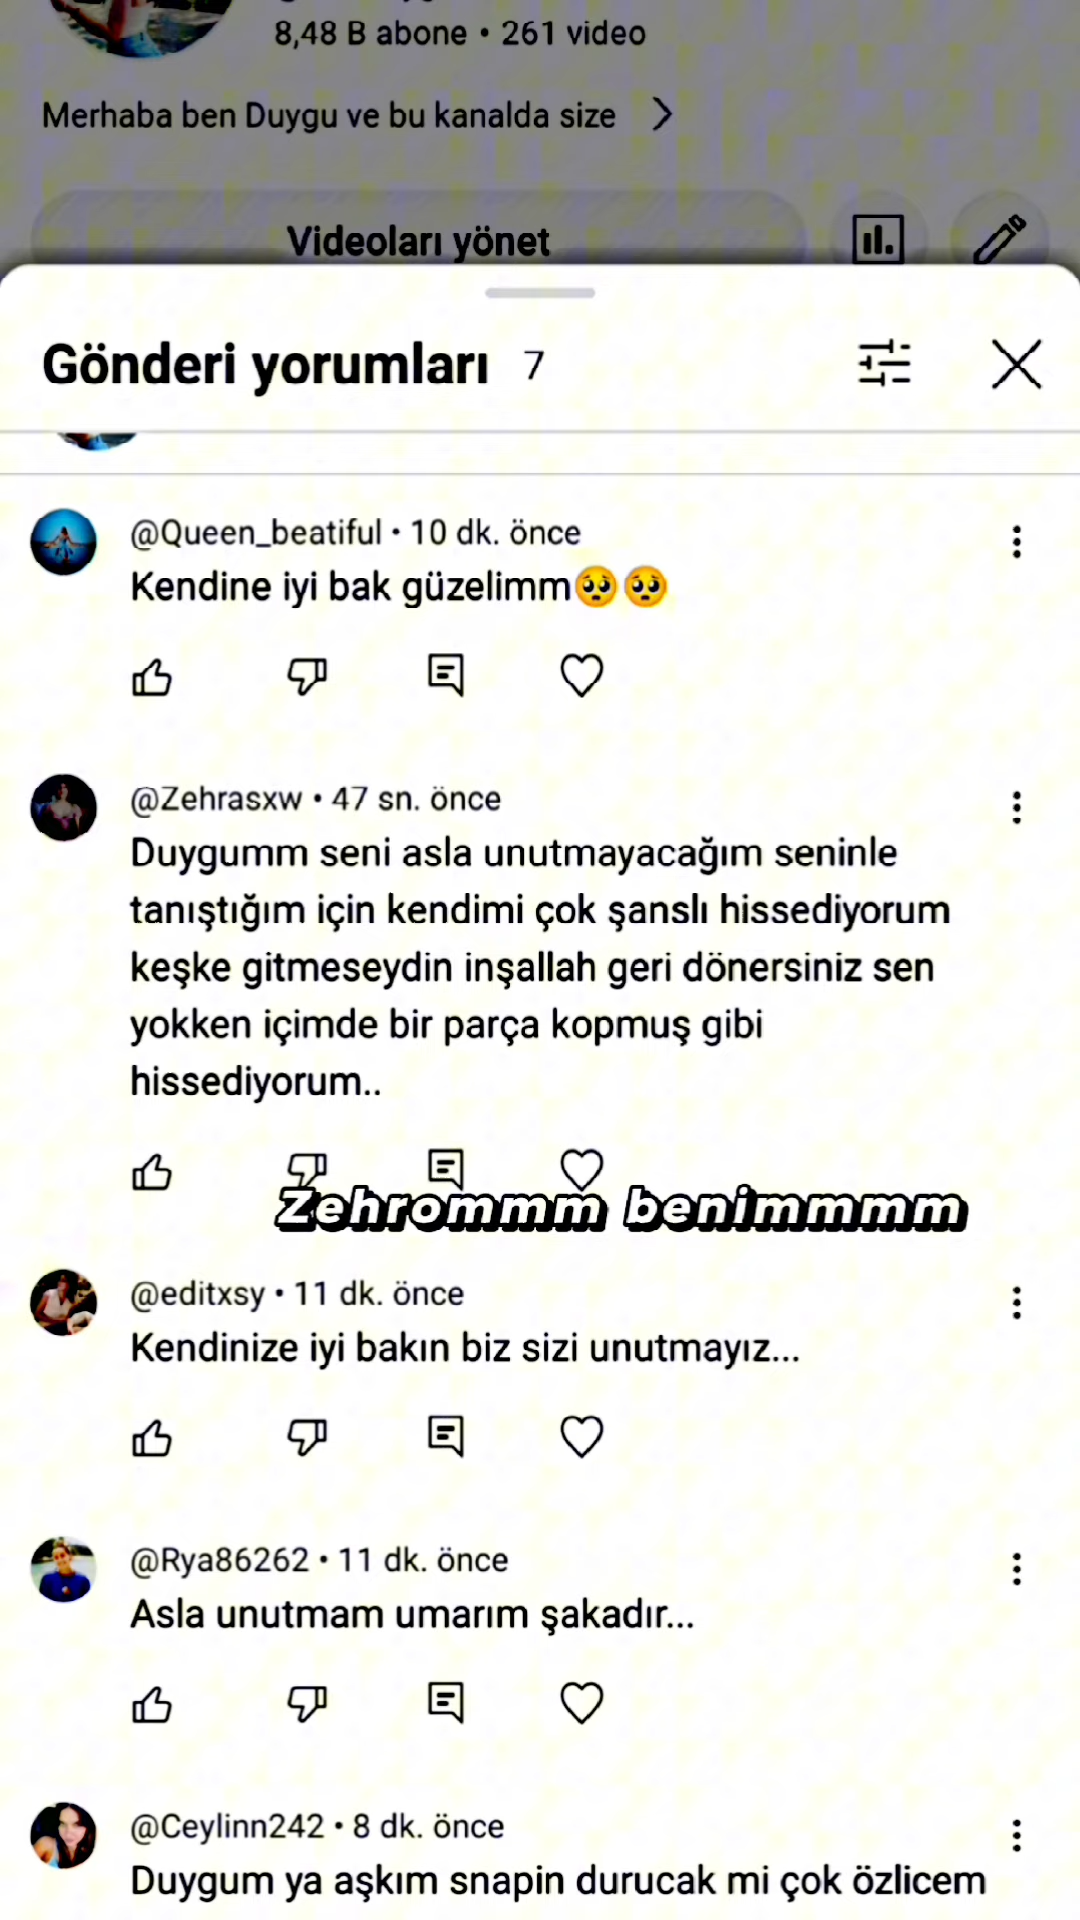 8,48 B abone • 261 video
Merhaba ben Duygu ve bu kanalda size
Videoları yönet
Gönderi yorumları 7
@Queen_beatiful • 10 dk. önce
Kendine iyi bak güzelimm🥺🥺
@Zehrasxw • 47 sn. önce
Duygumm seni asla unutmayacağım seninle
tanıştığım için kendimi çok şanslı hissediyorum
keşke gitmeseydin inşallah geri dönersiniz sen
yokken içimde bir parça kopmuş gibi
hissediyorum..
Zehrommm benimmmm
@editxsy • 11 dk. önce
Kendinize iyi bakın biz sizi unutmayız...
@Rya86262 • 11 dk. önce
Asla unutmam umarım şakadır...
@Ceylinn242 • 8 dk. önce
Duygum ya aşkım snapin durucak mi çok özlicem